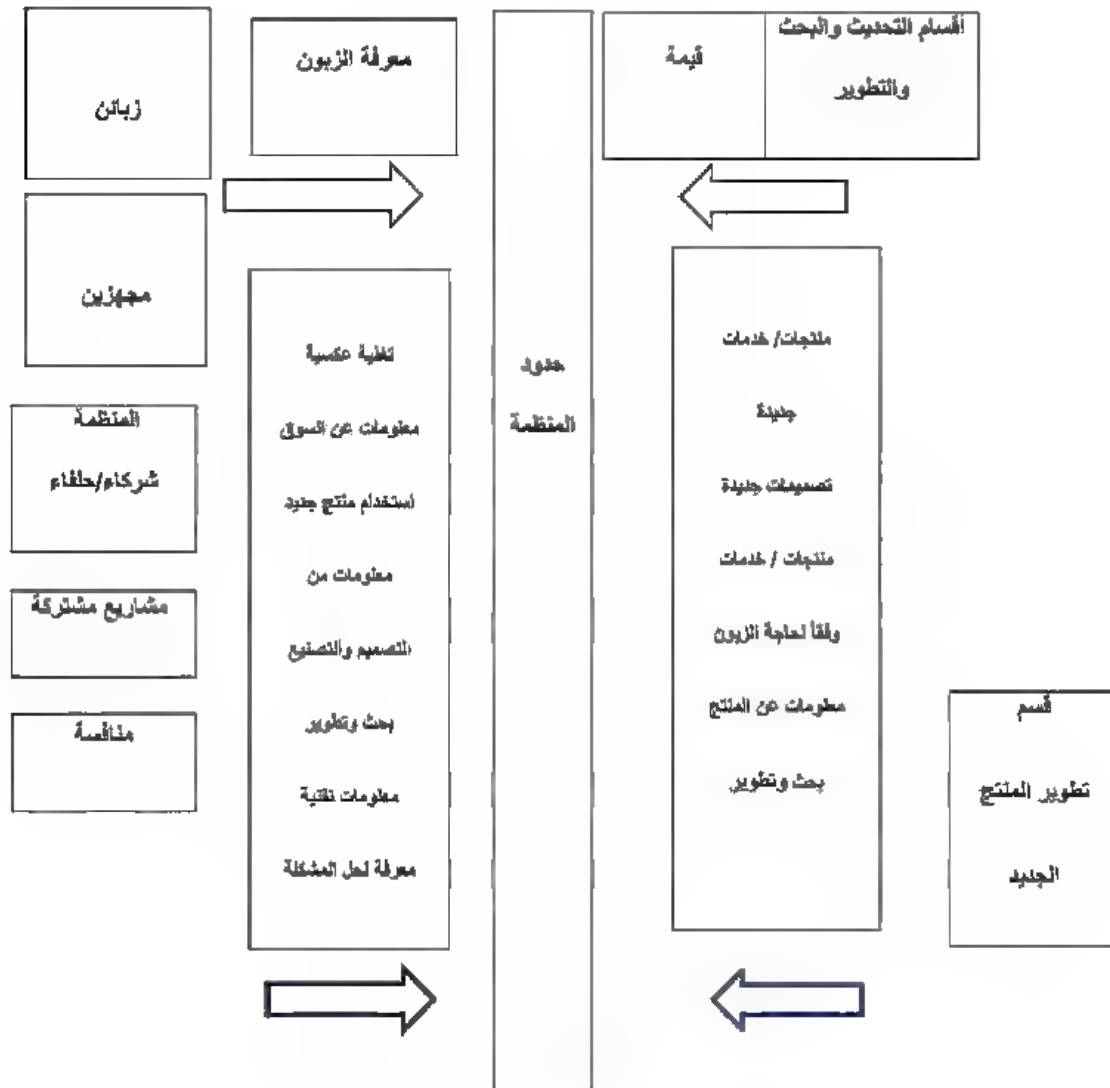 أقسام التحديث والبحث
والتطوير
قيمة
معرفة الزبون
زبائن
مجهزين
المنظمة
شركاء/حلفاء
مشاريع مشتركة
منافسة
تغذية عكسية
معلومات عن السوق
استخدام منتج جديد
معلومات من
التصميم والتصنيع
بحث وتطوير
معلومات تقنية
معرفة لحل المشكلة
حدود
المنظمة
منتجات/ خدمات
جديدة
تصميمات جديدة
منتجات / خدمات
وفقاً لحاجة الزبون
معلومات عن المنتج
بحث وتطوير
قسم
تطوير المنتج
الجديد